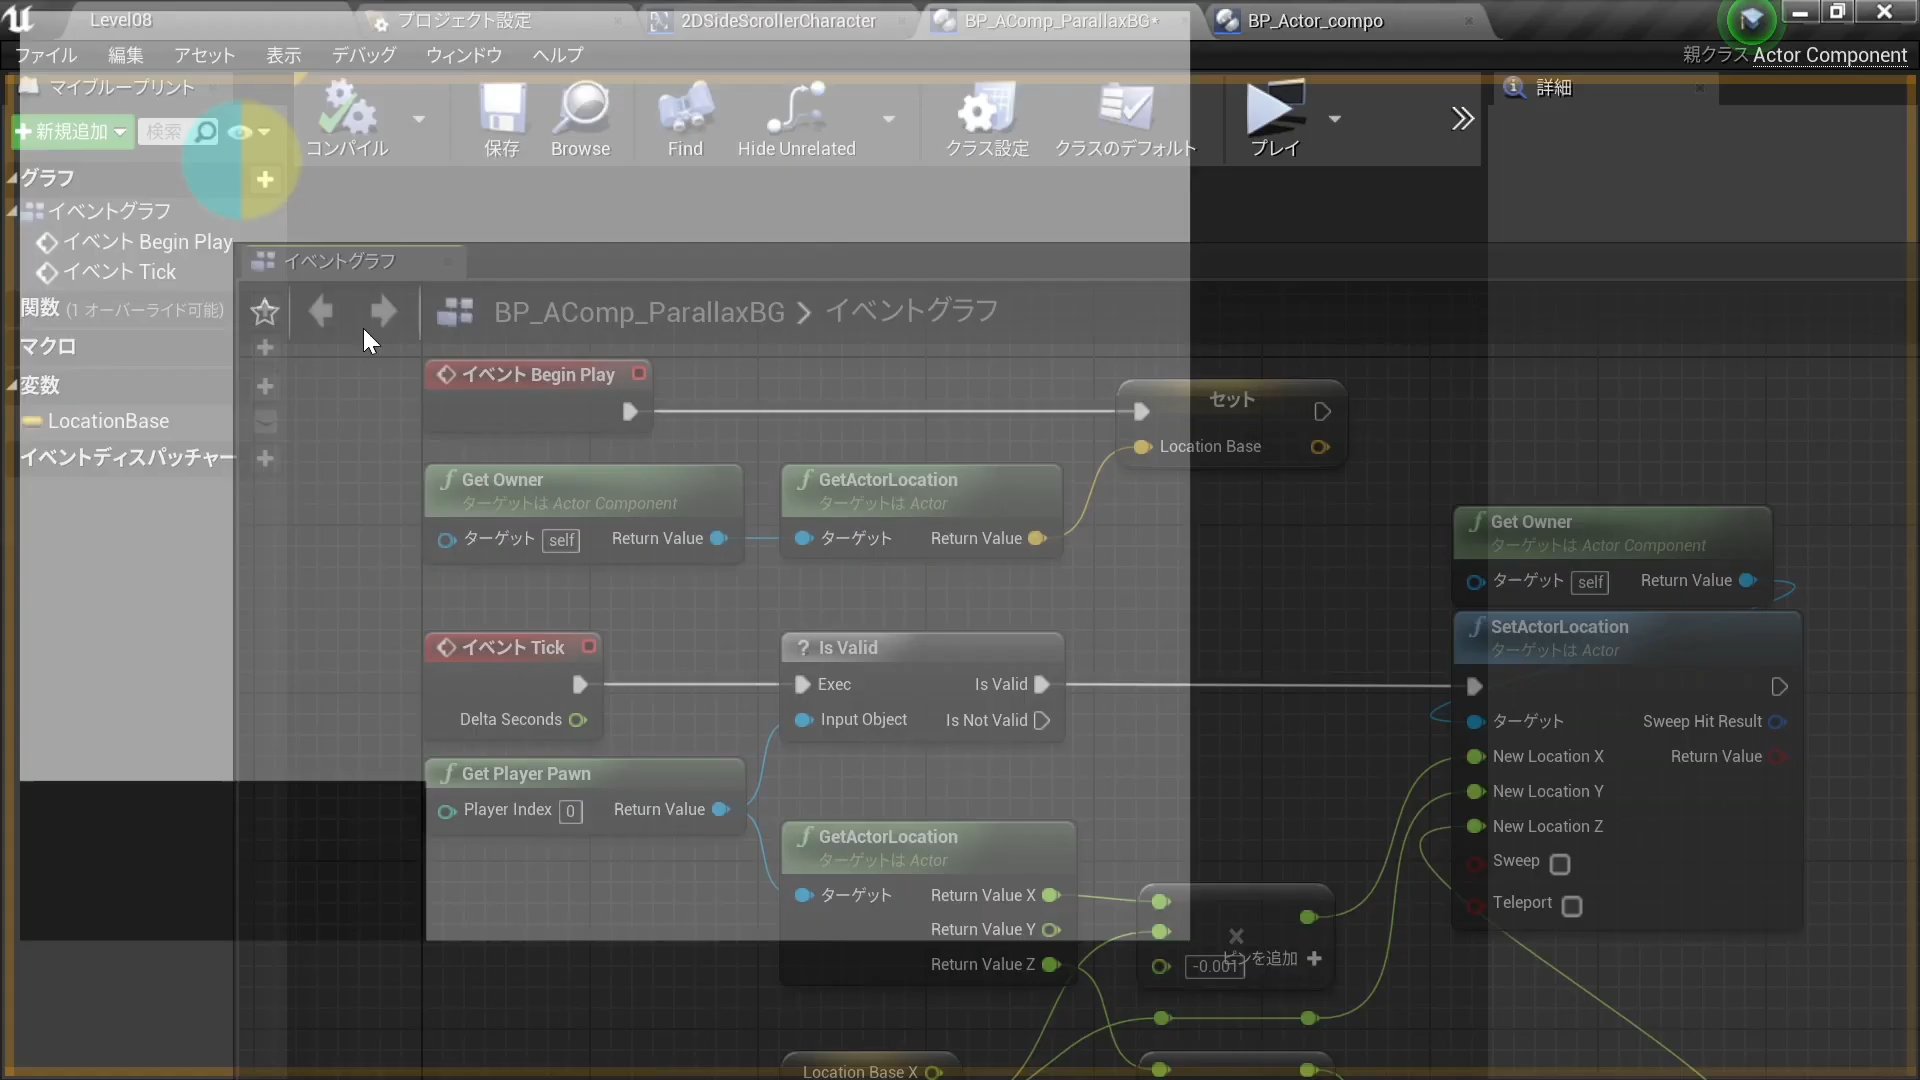 Level08
プロジェクト設定
2DSideScrollerCharacter
BP_AComp_ParallaxBG*
BP_Actor_compo
ファイル 編集 アセット 表示 デバッグ ウィンドウ ヘルプ
親クラス Actor Component
マイブループリント
詳細
新規追加
検索
コンパイル
保存
Browse
Find
Hide Unrelated
クラス設定
クラスのデフォルト
プレイ
グラフ
イベントグラフ
イベント Begin Play
イベント Tick
関数 (1 オーバーライド可能)
マクロ
変数
LocationBase
イベントディスパッチャー
イベントグラフ
BP_AComp_ParallaxBG > イベントグラフ
イベント Begin Play
セット
Location Base
Get Owner
ターゲットは Actor Component
ターゲット self Return Value
GetActorLocation
ターゲットは Actor
ターゲット Return Value
Get Owner
ターゲットは Actor Component
ターゲット self Return Value
イベント Tick
Delta Seconds
? Is Valid
Exec Is Valid
Input Object Is Not Valid
SetActorLocation
ターゲットは Actor
ターゲット Sweep Hit Result
New Location X Return Value
New Location Y
New Location Z
Sweep
Teleport
Get Player Pawn
Player Index 0 Return Value
GetActorLocation
ターゲットは Actor
ターゲット Return Value X
Return Value Y
Return Value Z
-0.001
ピンを追加 +
Location Base X